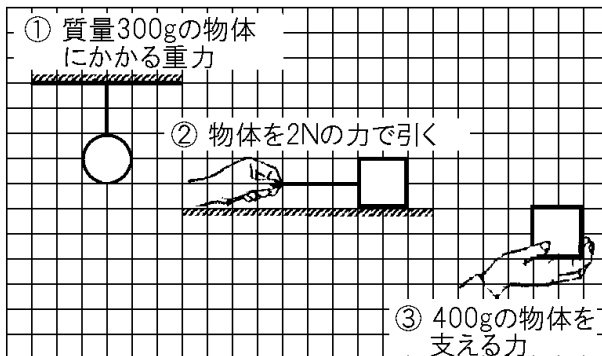 ① 質量300gの物体
にかかる重力
② 物体を2Nの力で引く
③ 400gの物体を
支える力